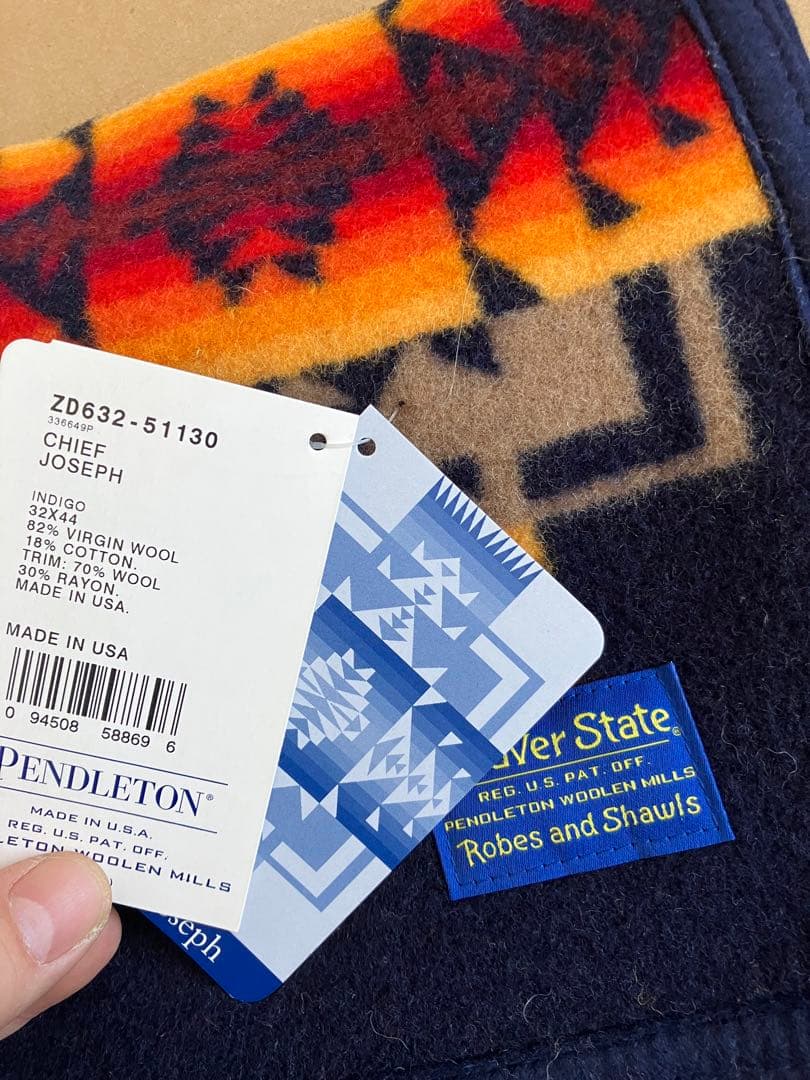 ZD632-51130
336649P
CHIEF
JOSEPH
INDIGO
32X44
82% VIRGIN WOOL
18% COTTON.
TRIM: 70% WOOL
30% RAYON.
MADE IN USA.
MADE IN USA
0 94508 58869 6
PENDLETON®
MADE IN U.S.A.
REG. U.S. PAT. OFF.
LETON WOOLEN MILLS
seph
ver State®
REG. U.S. PAT. OFF.
PENDLETON WOOLEN MILLS
Robes and Shawls